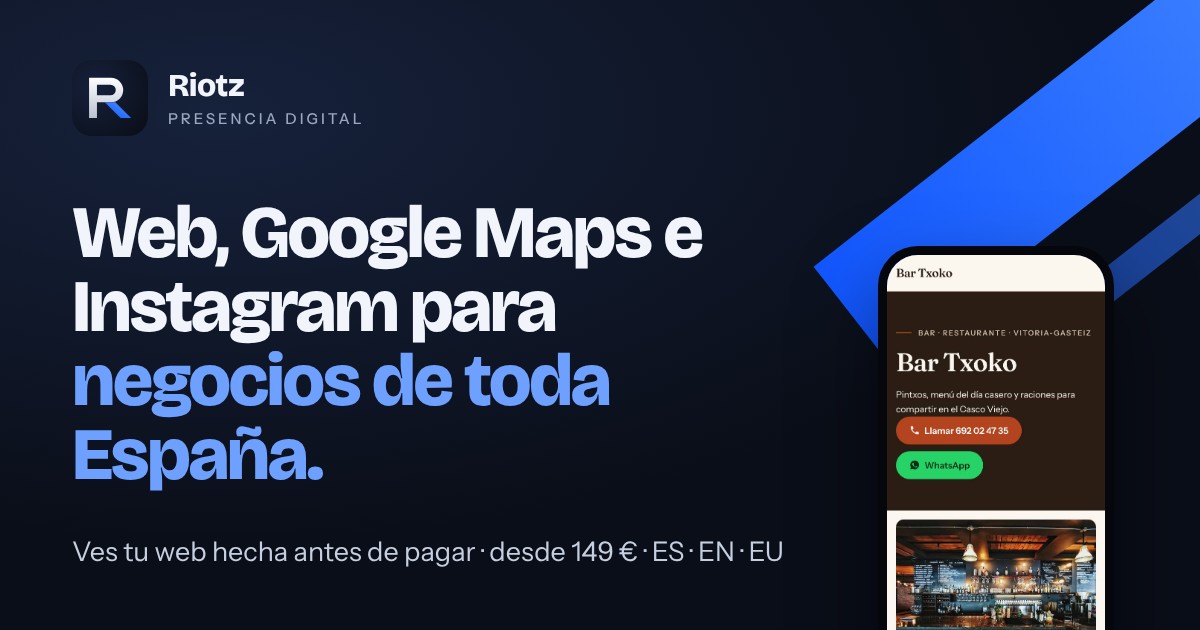 Riotz
PRESENCIA DIGITAL
Web, Google Maps e
Instagram para
negocios de toda
España.
Ves tu web hecha antes de pagar · desde 149 € · ES · EN · EU
Bar Txoko
BAR · RESTAURANTE · VITORIA-GASTEIZ
Bar Txoko
Pintxos, menú del día casero y raciones para
compartir en el Casco Viejo.
Llamar 692 02 47 35
WhatsApp